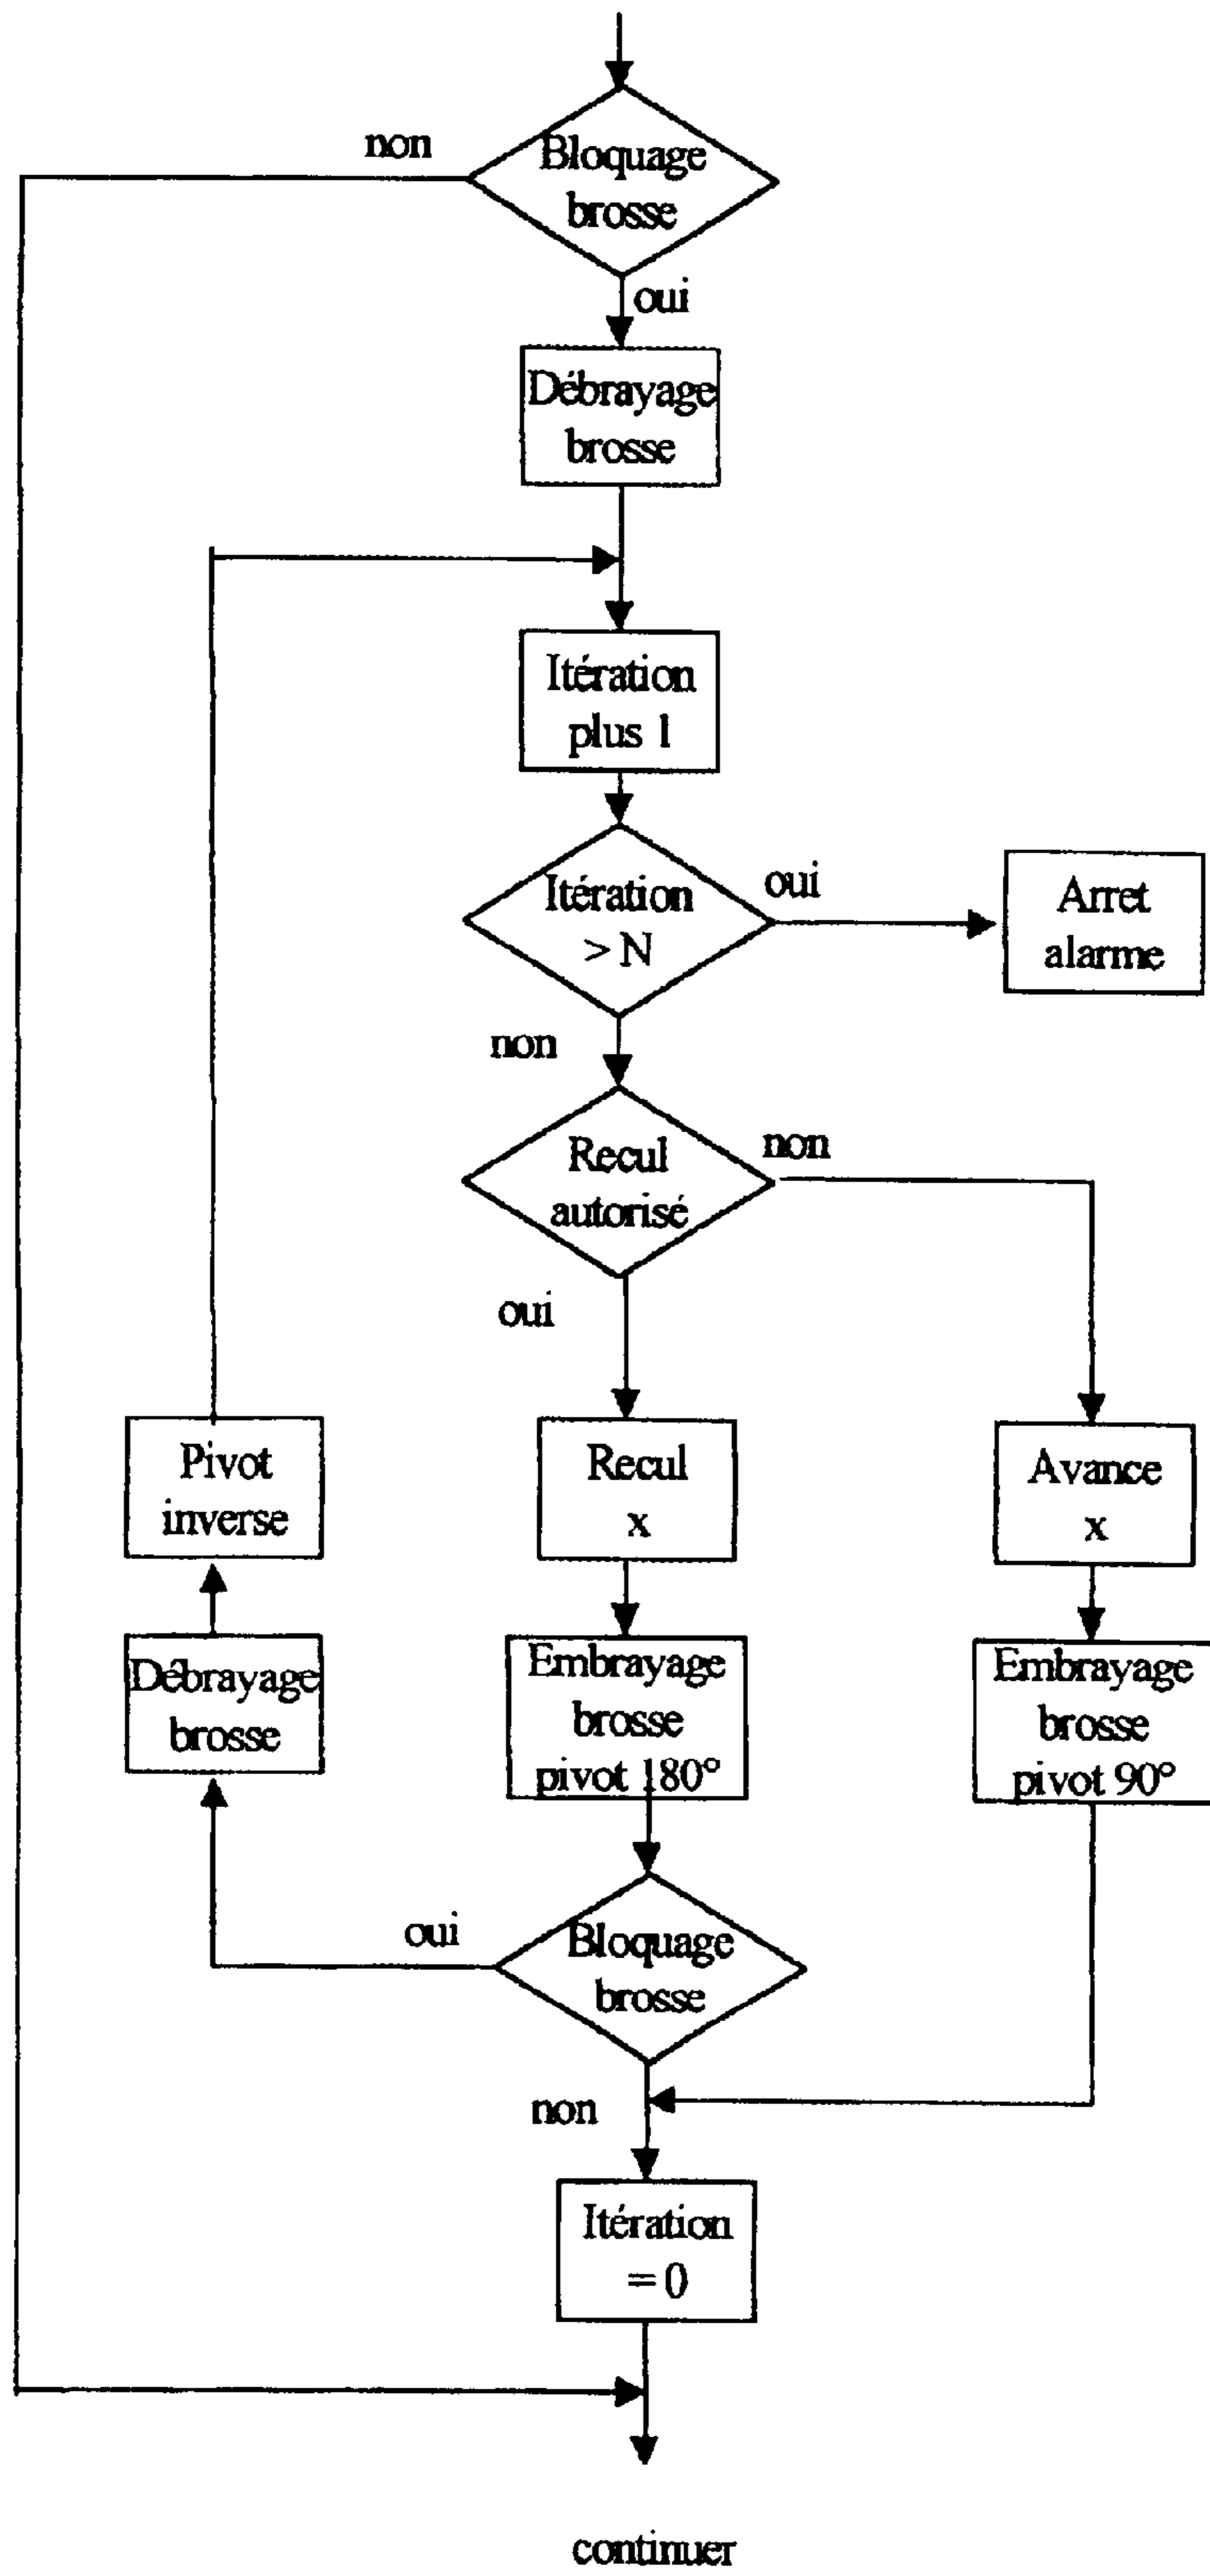 non
Bloquage
brosse
oui
Débrayage
brosse
Itération
plus 1
Itération
> N
oui
Arret
alarme
non
Recul
autorisé
non
oui
Pivot
inverse
Recul
x
Avance
x
Débrayage
brosse
Embrayage
brosse
pivot 180°
Embrayage
brosse
pivot 90°
oui
Bloquage
brosse
non
Itération
= 0
continuer